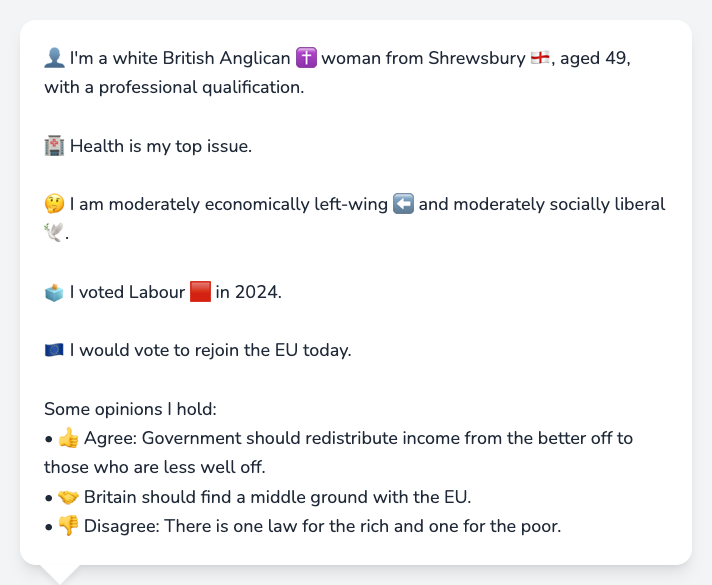 👤 I'm a white British Anglican ✝️ woman from Shrewsbury 🏴󠁧󠁢󠁥󠁮󠁧󠁿, aged 49,
with a professional qualification.
🏥 Health is my top issue.
🤔 I am moderately economically left-wing ⬅️ and moderately socially liberal
🕊️.
🗳️ I voted Labour 🟥 in 2024.
🇪🇺 I would vote to rejoin the EU today.
Some opinions I hold:
• 👍 Agree: Government should redistribute income from the better off to
those who are less well off.
• 🤝 Britain should find a middle ground with the EU.
• 👎 Disagree: There is one law for the rich and one for the poor.